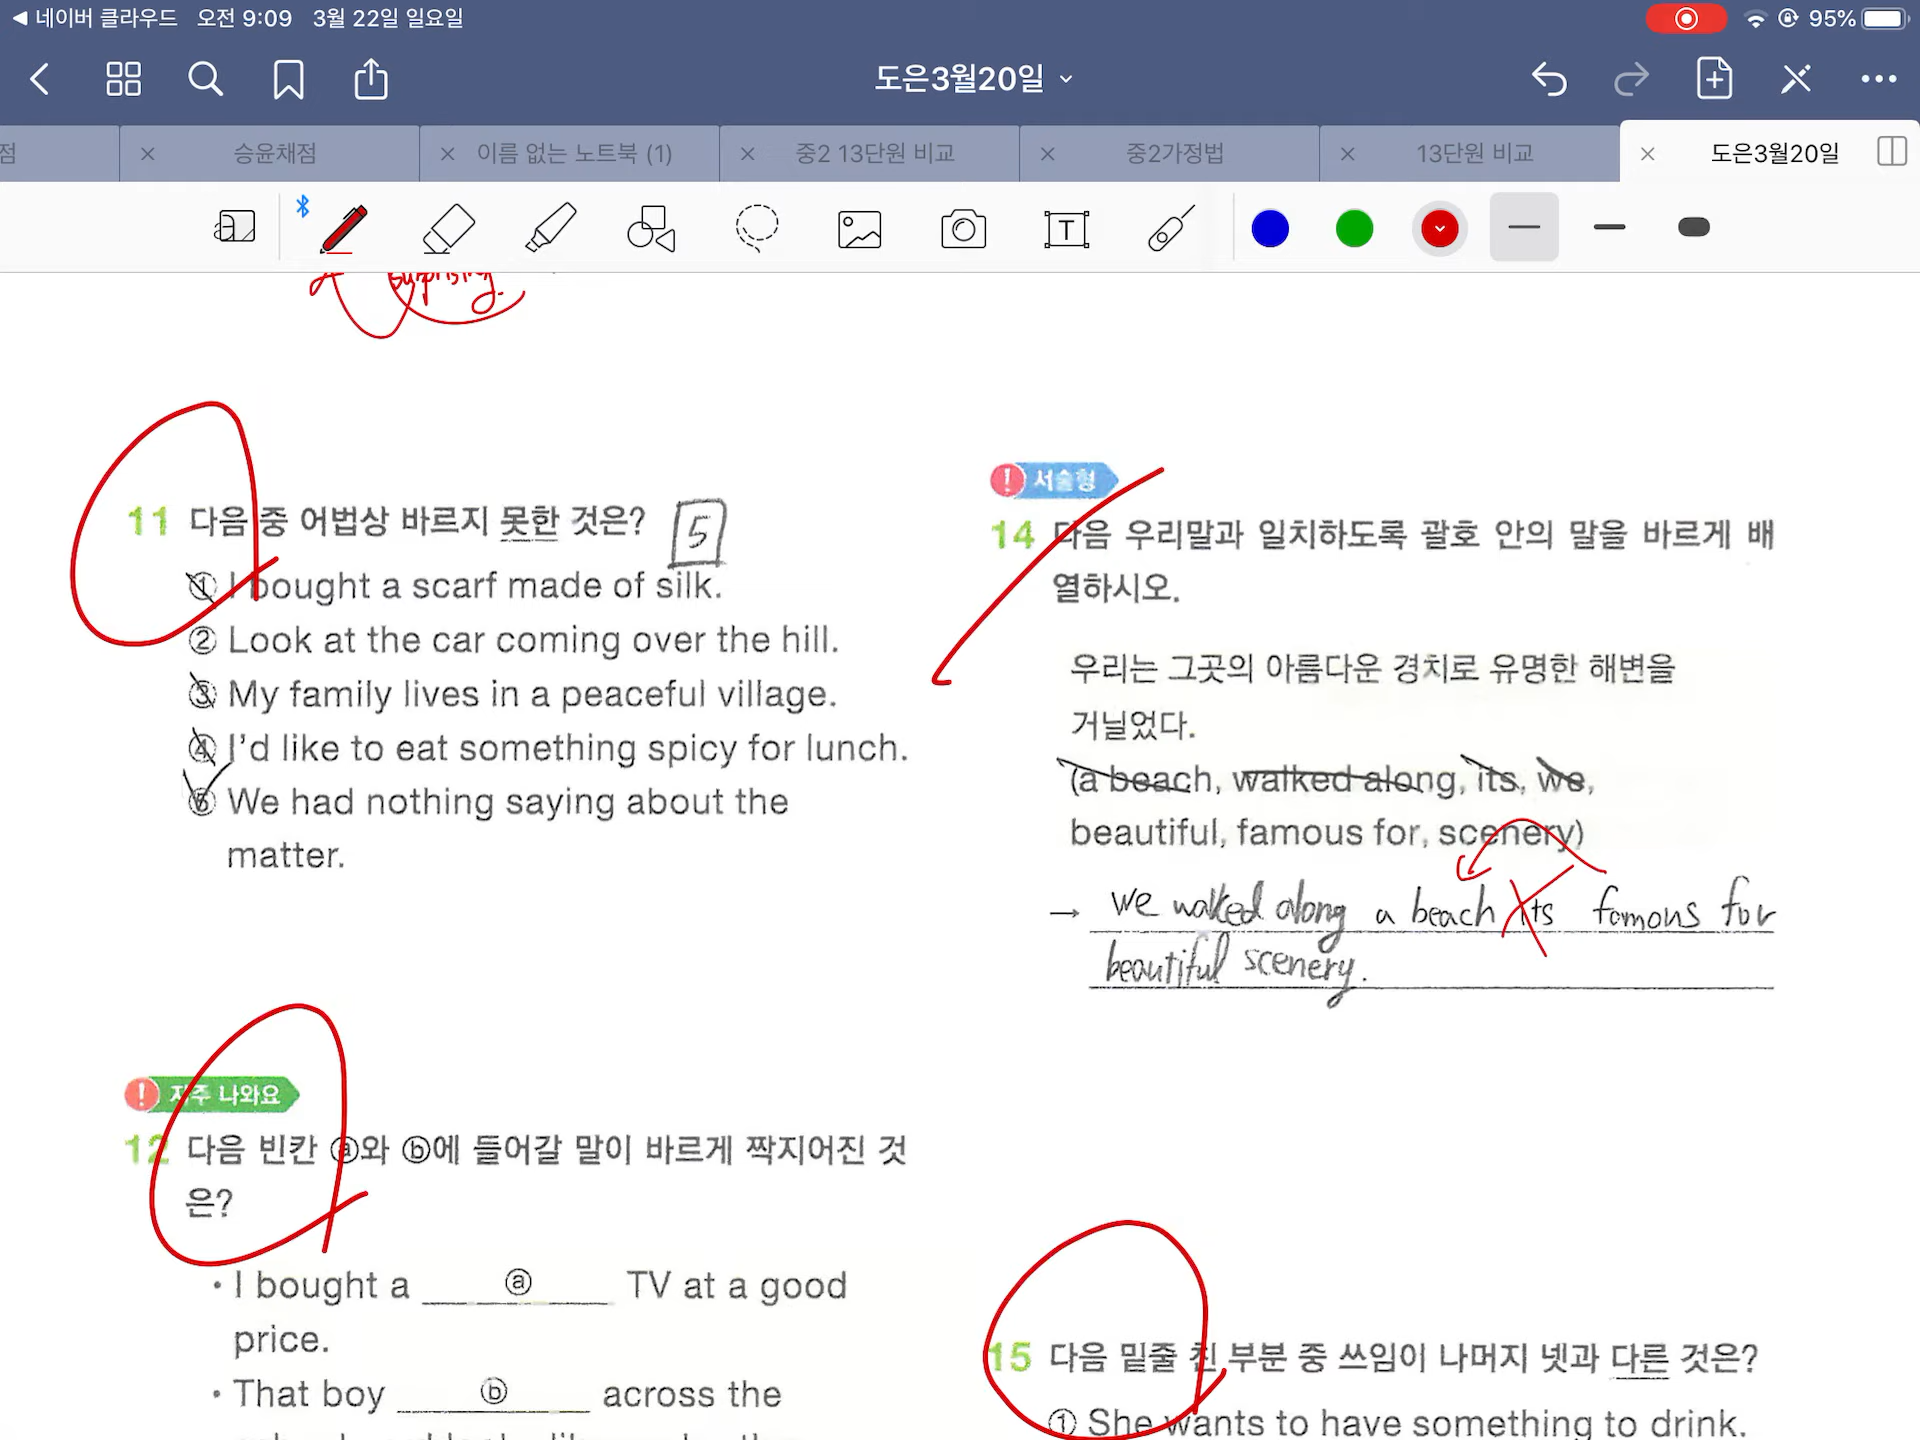 네이버 클라우드 오전 9:09 3월 22일 일요일
95%
도은3월20일
점
승윤채점
이름 없는 노트북 (1)
중2 13단원 비교
중2가정법
13단원 비교
도은3월20일
surprising.
11 다음 중 어법상 바르지 못한 것은? 5
① I bought a scarf made of silk.
② Look at the car coming over the hill.
③ My family lives in a peaceful village.
④ I'd like to eat something spicy for lunch.
⑤ We had nothing saying about the
matter.
자주 나와요
12 다음 빈칸 ⓐ와 ⓑ에 들어갈 말이 바르게 짝지어진 것
은?
• I bought a ⓐ TV at a good
price.
• That boy ⓑ across the
서술형
14 다음 우리말과 일치하도록 괄호 안의 말을 바르게 배
열하시오.
우리는 그곳의 아름다운 경치로 유명한 해변을
거닐었다.
(a beach, walked along, its, we,
beautiful, famous for, scenery)
→ we walked along a beach its famous for
beautiful scenery.
15 다음 밑줄 친 부분 중 쓰임이 나머지 넷과 다른 것은?
① She wants to have something to drink.